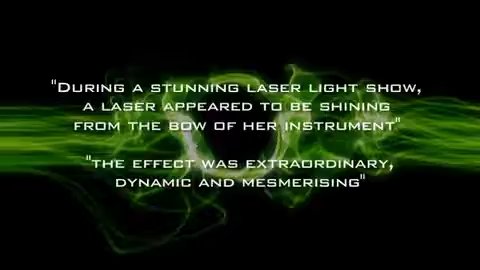 "During a stunning laser light show,
a laser appeared to be shining
from the bow of her instrument"
"the effect was extraordinary,
dynamic and mesmerising"